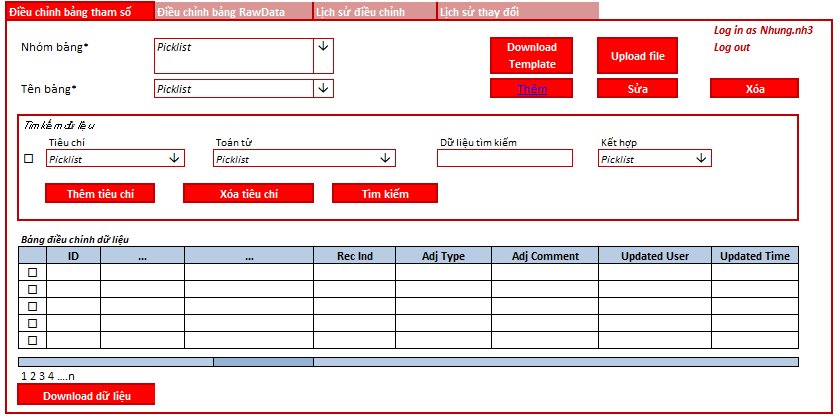 Điều chỉnh bảng tham số Điều chỉnh bảng RawData Lịch sử điều chỉnh Lịch sử thay đổi
Log in as Nhung.nh3
Log out
Nhóm bảng* Picklist
Download Template
Upload file
Tên bảng* Picklist Thêm Sửa Xóa
Tìm kiếm dữ liệu
Tiêu chí Toán tử Dữ liệu tìm kiếm Kết hợp
Picklist Picklist Picklist
Thêm tiêu chí Xóa tiêu chí Tìm kiếm
Bảng điều chỉnh dữ liệu
ID ... ... Rec Ind Adj Type Adj Comment Updated User Updated Time
1 2 3 4 ....n
Download dữ liệu